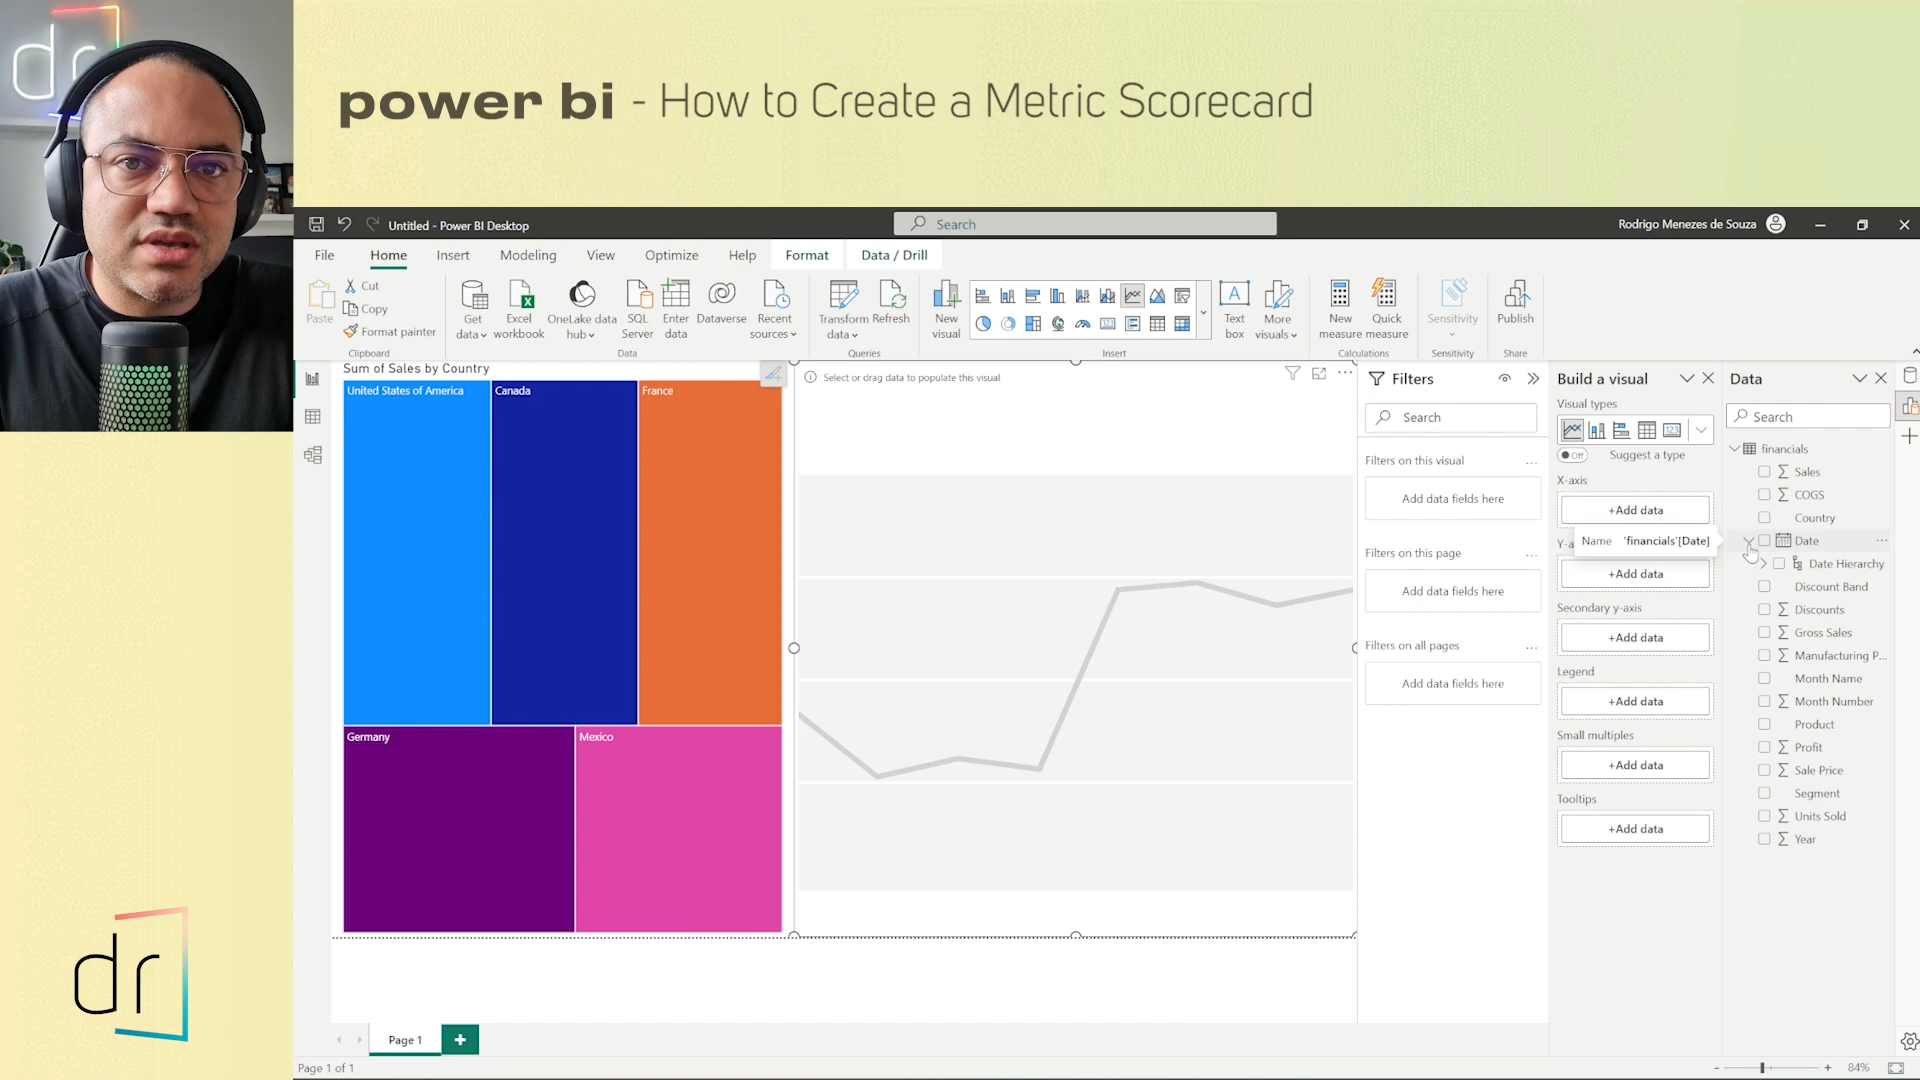 dr
power bi - How to Create a Metric Scorecard
Untitled - Power BI Desktop
Search
Rodrigo Menezes de Souza
File
Home
Insert
Modeling
View
Optimize
Help
Format
Data / Drill
Paste
Cut
Copy
Format painter
Clipboard
Get data
Excel workbook
OneLake data hub
SQL Server
Enter data
Dataverse
Recent sources
Data
Transform data
Refresh
Queries
New visual
Text box
More visuals
Insert
New measure
Quick measure
Calculations
Sensitivity
Sensitivity
Publish
Share
Sum of Sales by Country
United States of America
Canada
France
Germany
Mexico
Select or drag data to populate this visual
Filters
Search
Filters on this visual
Add data fields here
Filters on this page
Add data fields here
Filters on all pages
Add data fields here
Build a visual
Visual types
Off
Suggest a type
X-axis
+Add data
Name 'financials'[Date]
Y-a
+Add data
Secondary y-axis
+Add data
Legend
+Add data
Small multiples
+Add data
Tooltips
+Add data
Data
Search
financials
Sales
COGS
Country
Date
Date Hierarchy
Discount Band
Discounts
Gross Sales
Manufacturing P...
Month Name
Month Number
Product
Profit
Sale Price
Segment
Units Sold
Year
dr
Page 1
Page 1 of 1
84%